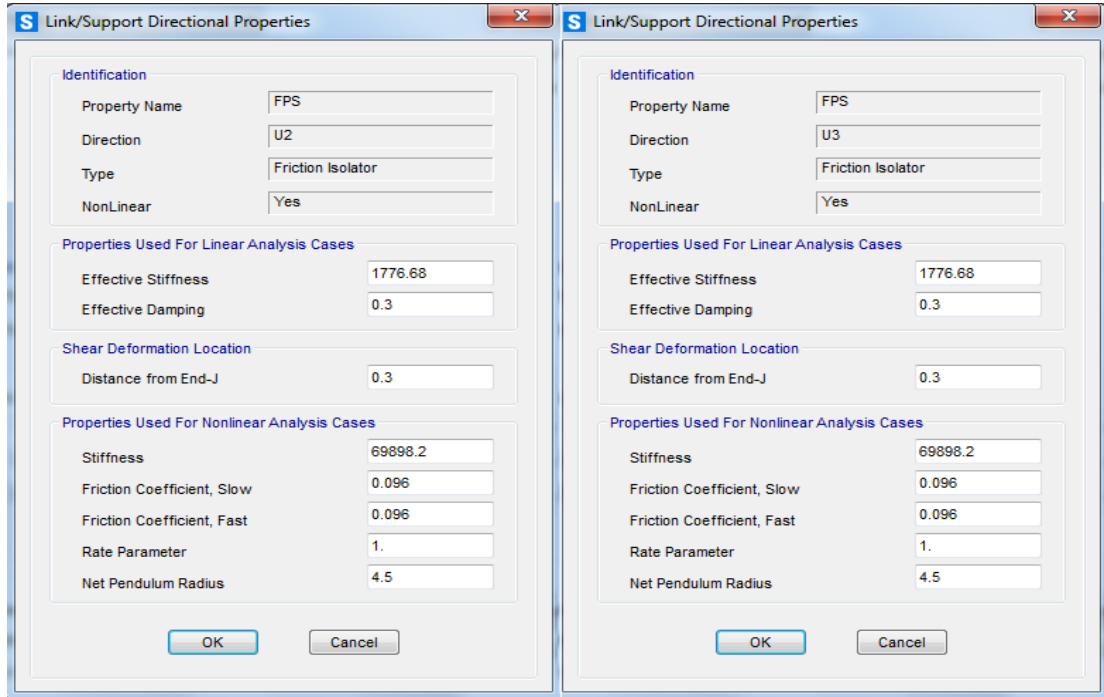 Link/Support Directional Properties
Identification
Property Name FPS
Direction U2
Type Friction Isolator
NonLinear Yes
Properties Used For Linear Analysis Cases
Effective Stiffness 1776.68
Effective Damping 0.3
Shear Deformation Location
Distance from End-J 0.3
Properties Used For Nonlinear Analysis Cases
Stiffness 69898.2
Friction Coefficient, Slow 0.096
Friction Coefficient, Fast 0.096
Rate Parameter 1.
Net Pendulum Radius 4.5
OK Cancel
Link/Support Directional Properties
Identification
Property Name FPS
Direction U3
Type Friction Isolator
NonLinear Yes
Properties Used For Linear Analysis Cases
Effective Stiffness 1776.68
Effective Damping 0.3
Shear Deformation Location
Distance from End-J 0.3
Properties Used For Nonlinear Analysis Cases
Stiffness 69898.2
Friction Coefficient, Slow 0.096
Friction Coefficient, Fast 0.096
Rate Parameter 1.
Net Pendulum Radius 4.5
OK Cancel